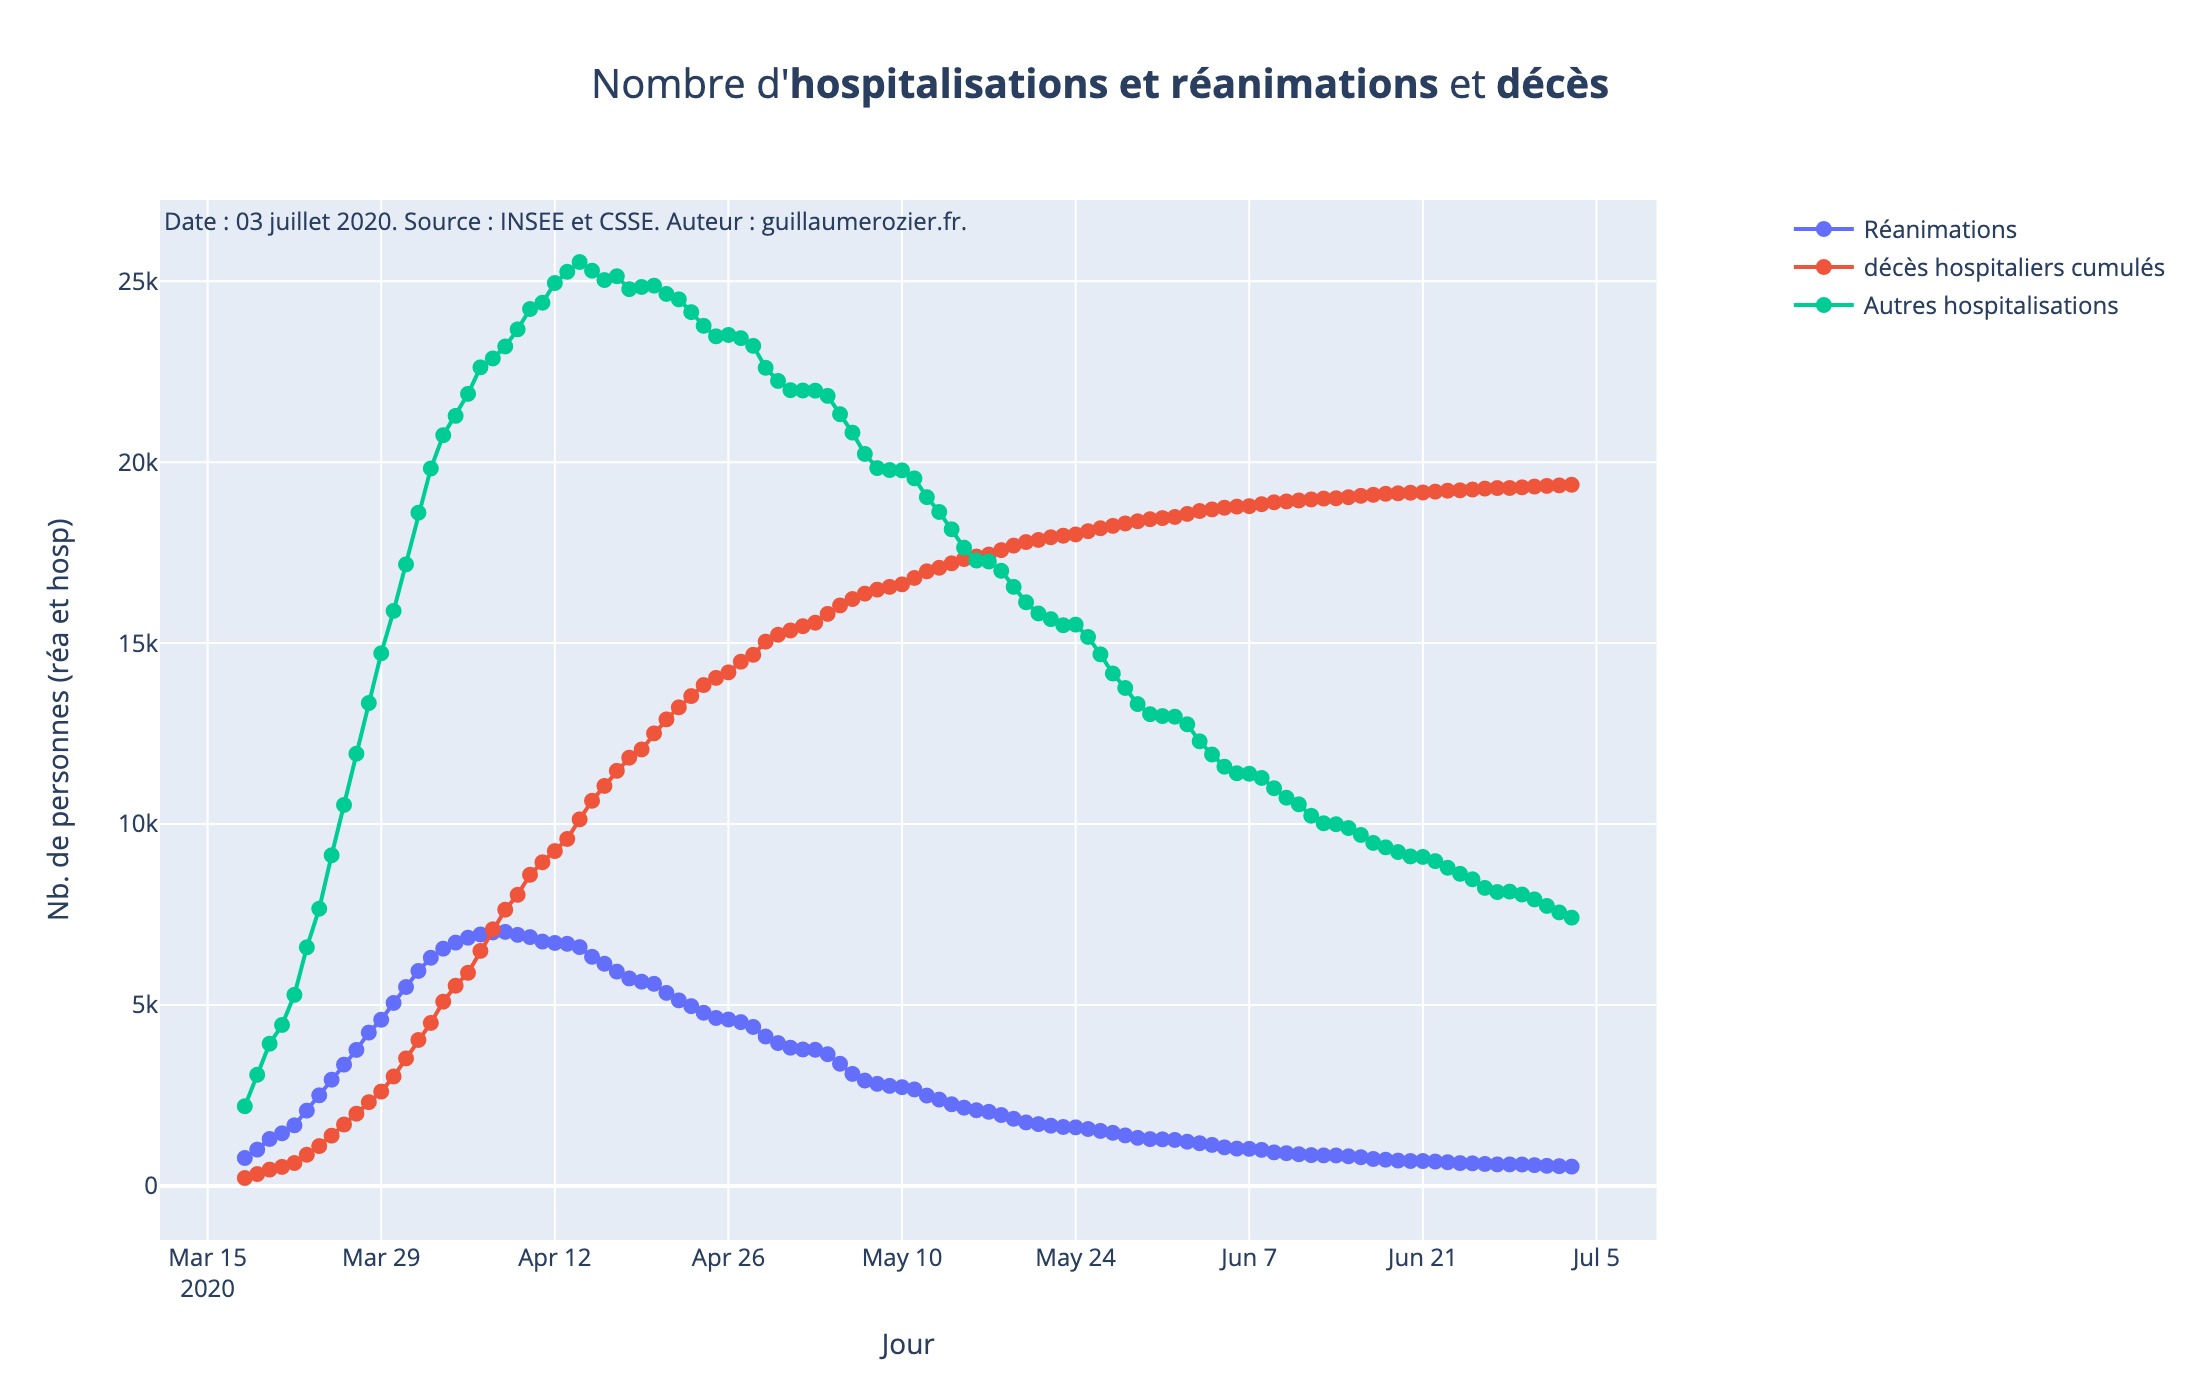 Nombre d'hospitalisations et réanimations et décès
Date : 03 juillet 2020. Source : INSEE et CSSE. Auteur : guillaumerozier.fr.
Réanimations
décès hospitaliers cumulés
Autres hospitalisations
Nb. de personnes (réa et hosp)
25k
20k
15k
10k
5k
0
Mar 15 Mar 29 Apr 12 Apr 26 May 10 May 24 Jun 7 Jun 21 Jul 5
2020
Jour